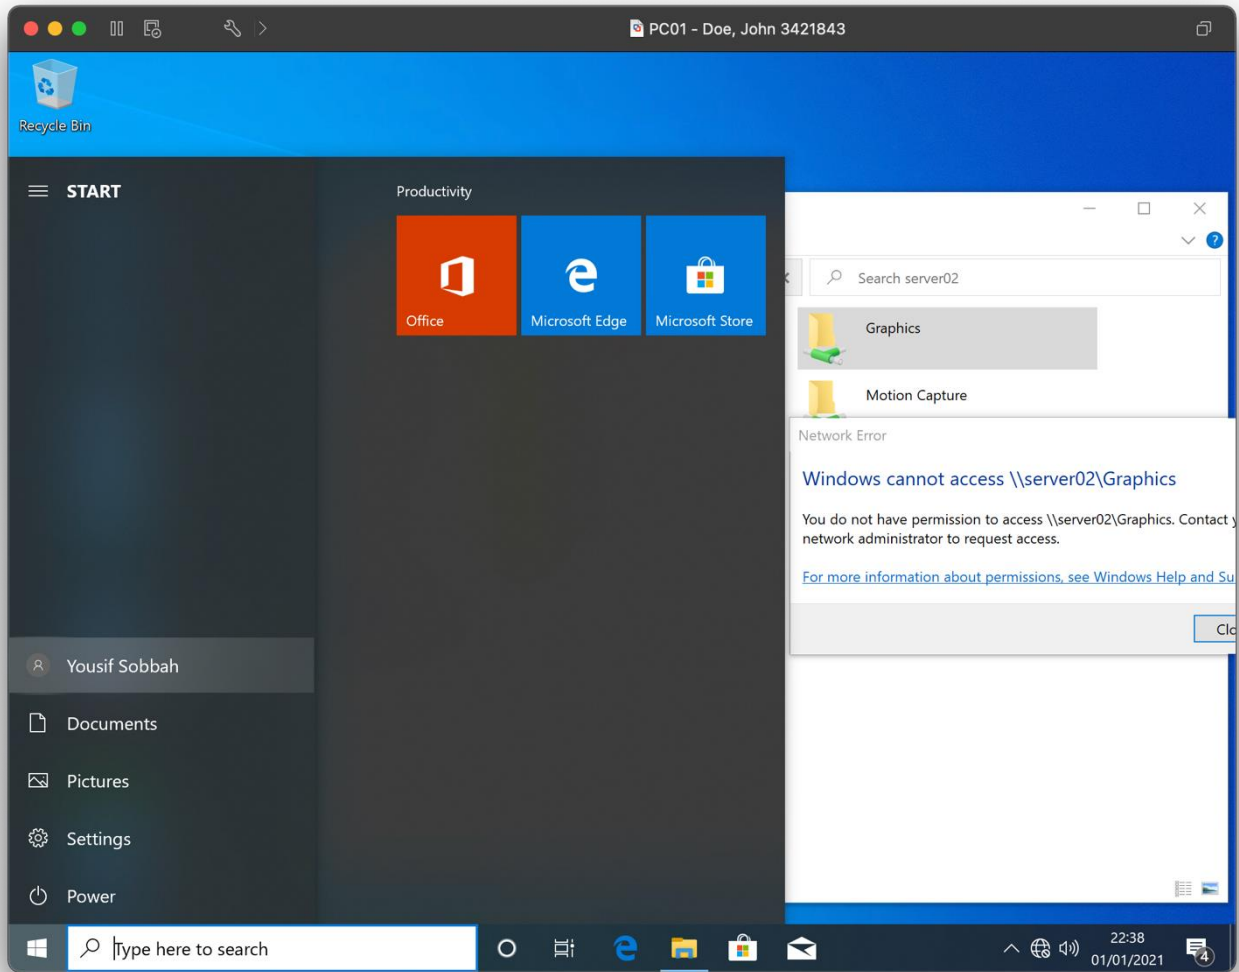 PC01 - Doe, John 3421843
Recycle Bin
START
Productivity
Office
Microsoft Edge
Microsoft Store
Search server02
Graphics
Motion Capture
Network Error
Windows cannot access \\server02\Graphics
You do not have permission to access \\server02\Graphics. Contact
network administrator to request access.
For more information about permissions, see Windows Help and Su
Clo
Yousif Sobbah
Documents
Pictures
Settings
Power
Type here to search
22:38
01/01/2021
4